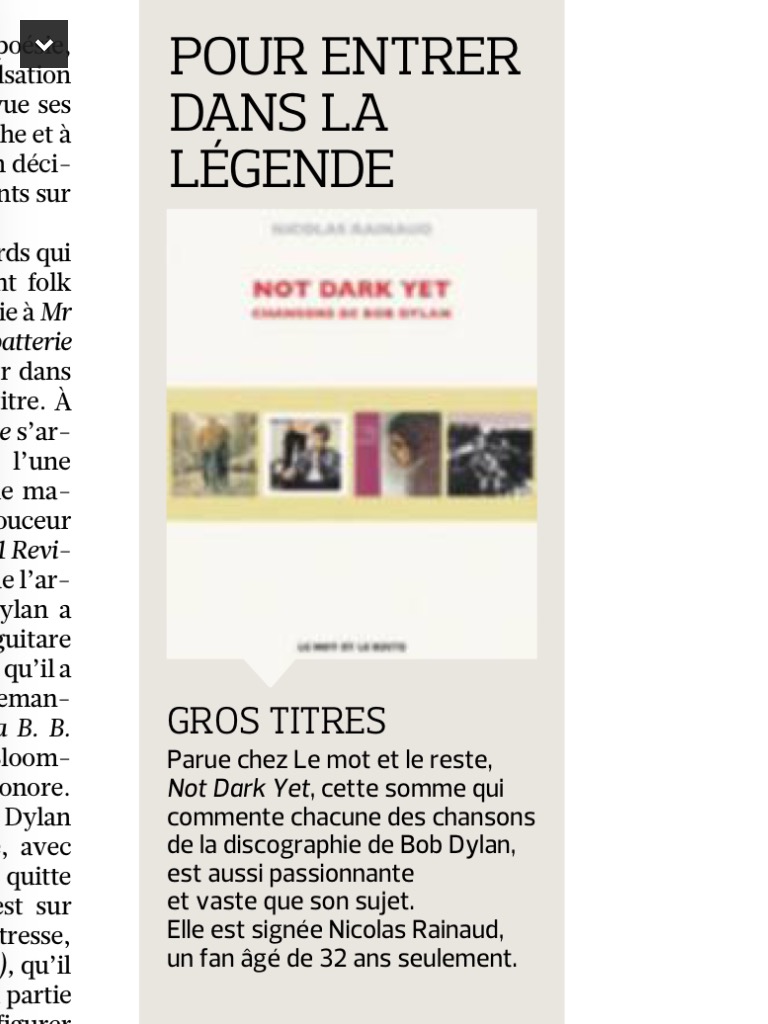 poésie,
lsation
vue ses
he et à
n déci-
nts sur
rds qui
nt folk
ie à Mr
batterie
r dans
itre. À
e s'ar-
l'une
e ma-
ouceur
l Revi-
e l'ar-
ylan a
guitare
qu'il a
eman-
a B. B.
loom-
onore.
Dylan
, avec
quitte
est sur
tresse,
), qu'il
partie
figurer
POUR ENTRER
DANS LA
LÉGENDE
NICOLAS RAINAUD
NOT DARK YET
CHANSONS DE BOB DYLAN
LE MOT ET LE RESTE
GROS TITRES
Parue chez Le mot et le reste,
Not Dark Yet, cette somme qui
commente chacune des chansons
de la discographie de Bob Dylan,
est aussi passionnante
et vaste que son sujet.
Elle est signée Nicolas Rainaud,
un fan âgé de 32 ans seulement.